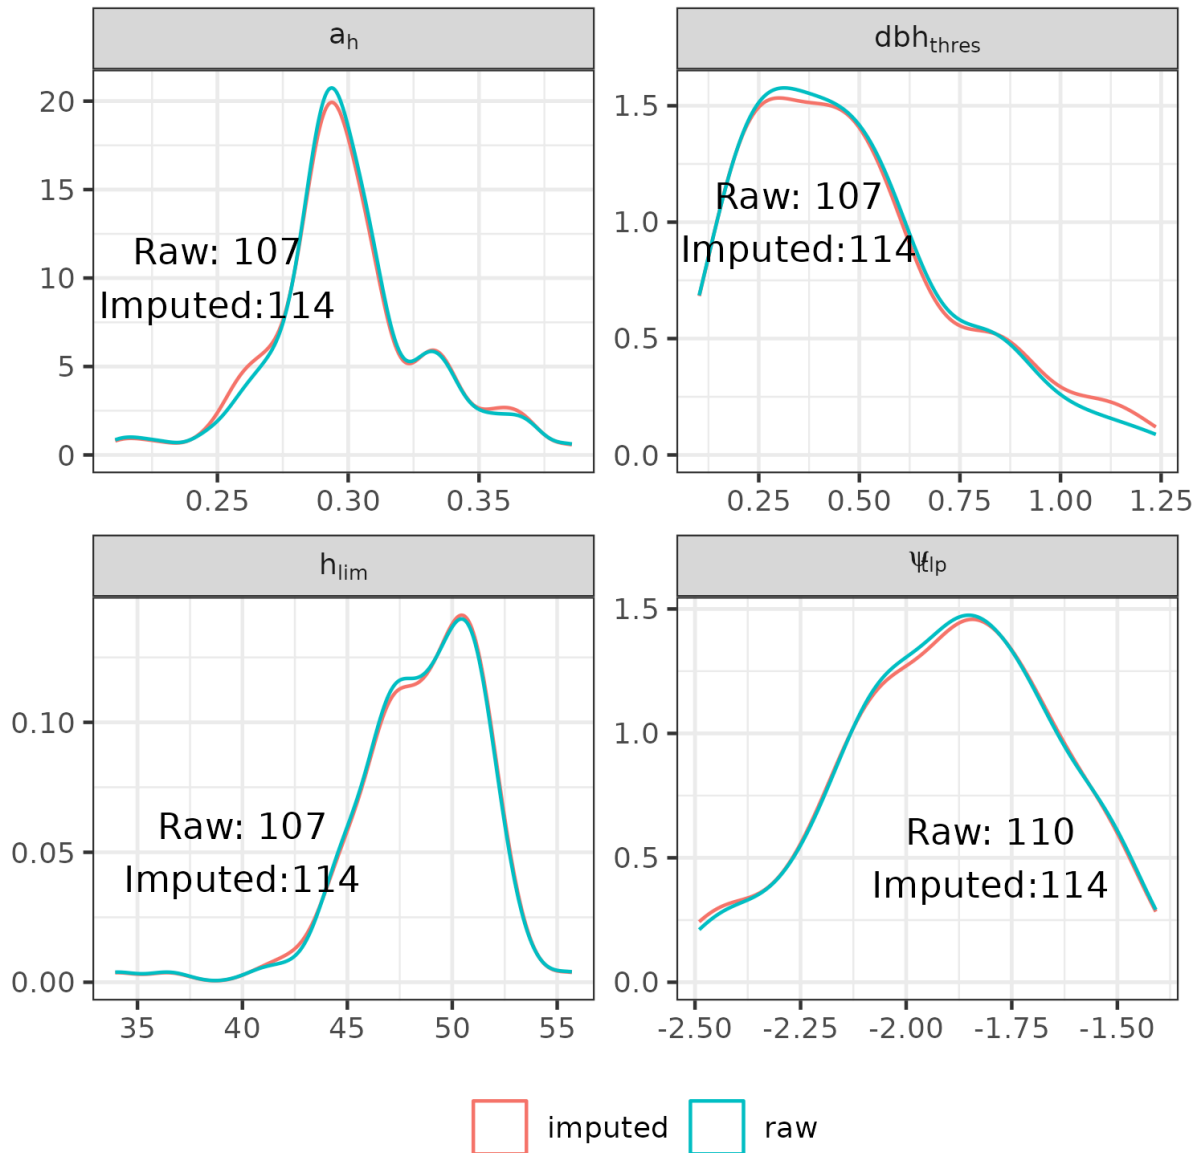 a_h
dbh_thres
20
15
10
5
0
Raw: 107
Imputed:114
0.25 0.30 0.35
1.5
1.0
0.5
0.0
Raw: 107
Imputed:114
0.25 0.50 0.75 1.00 1.25
h_lim
Ψ_tlp
0.10
0.05
0.00
Raw: 107
Imputed:114
35 40 45 50 55
1.5
1.0
0.5
0.0
Raw: 110
Imputed:114
-2.50 -2.25 -2.00 -1.75 -1.50
imputed raw